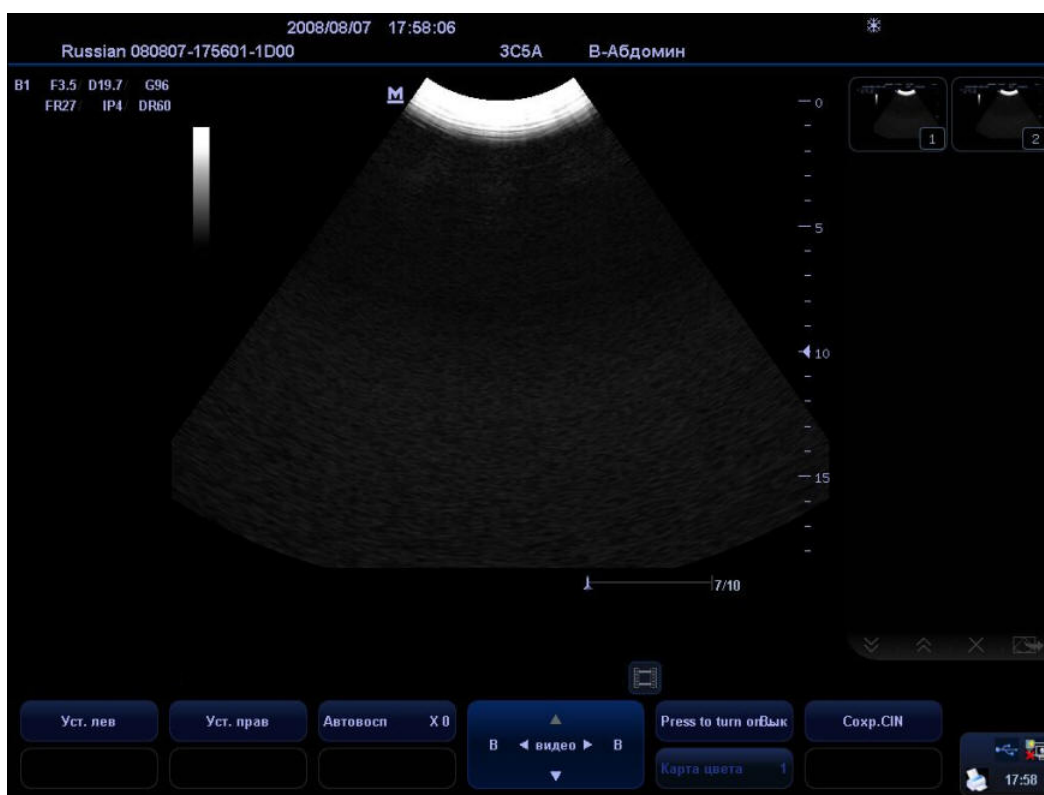 2008/08/07 17:58:06
Russian 080807-175601-1D00 3C5A В-Абдомин
B1 F3.5 D19.7 G96
FR27 IP4 DR60
M
0
5
10
15
1
2
7/10
Уст. лев Уст. прав Автовосп X 0 В видео В Press to turn on Вык Сохр.CIN
Карта цвета 1
17:58